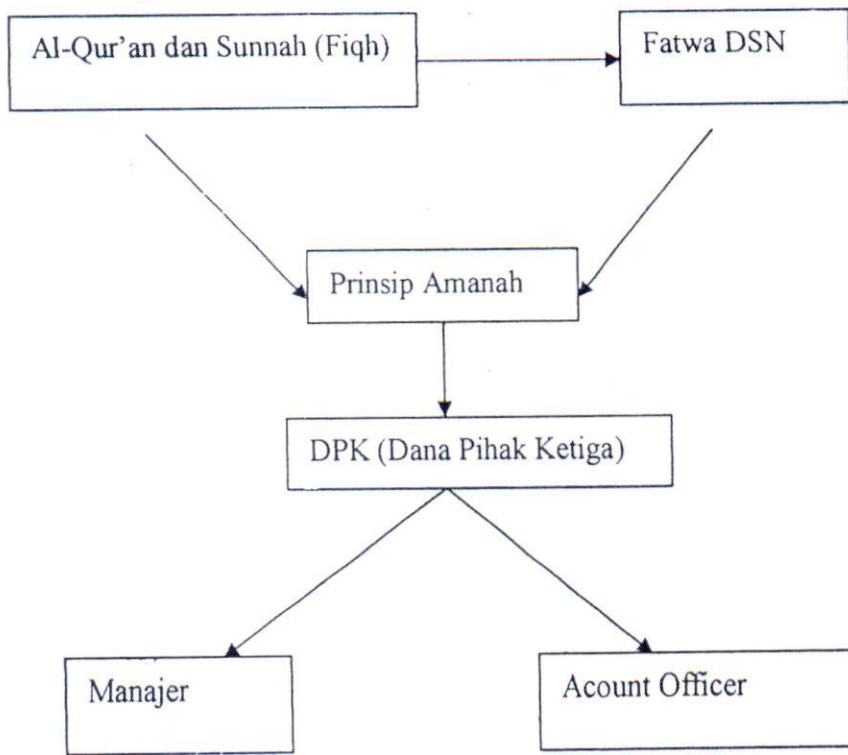 Al-Qur'an dan Sunnah (Fiqh)
Fatwa DSN
Prinsip Amanah
DPK (Dana Pihak Ketiga)
Manajer
Acount Officer